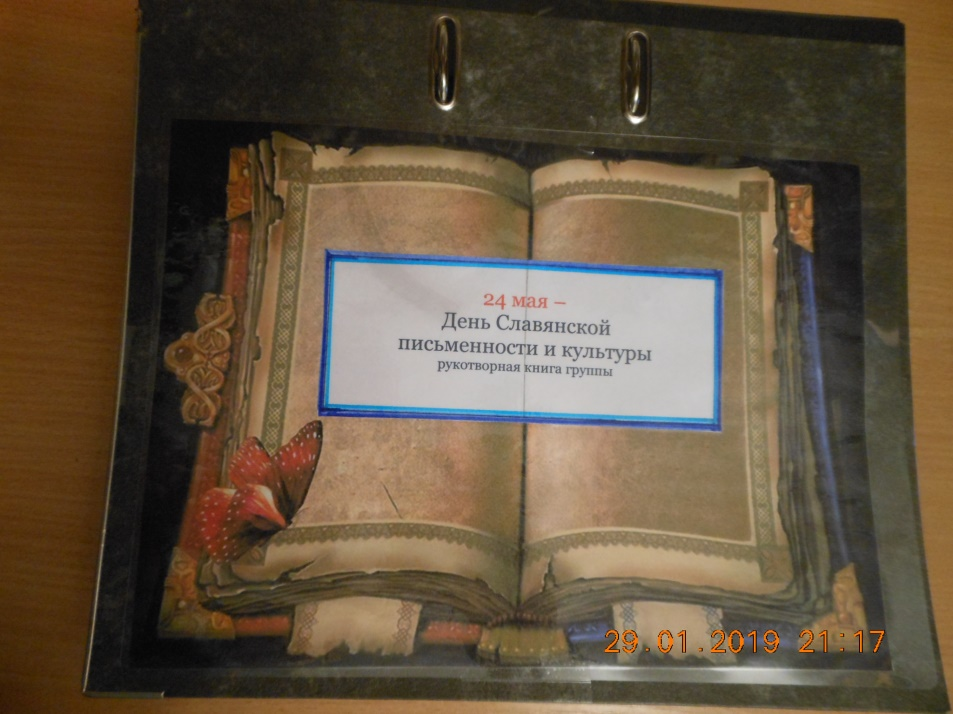 24 мая –
День Славянской
письменности и культуры
рукотворная книга группы
29.01.2019 21:17